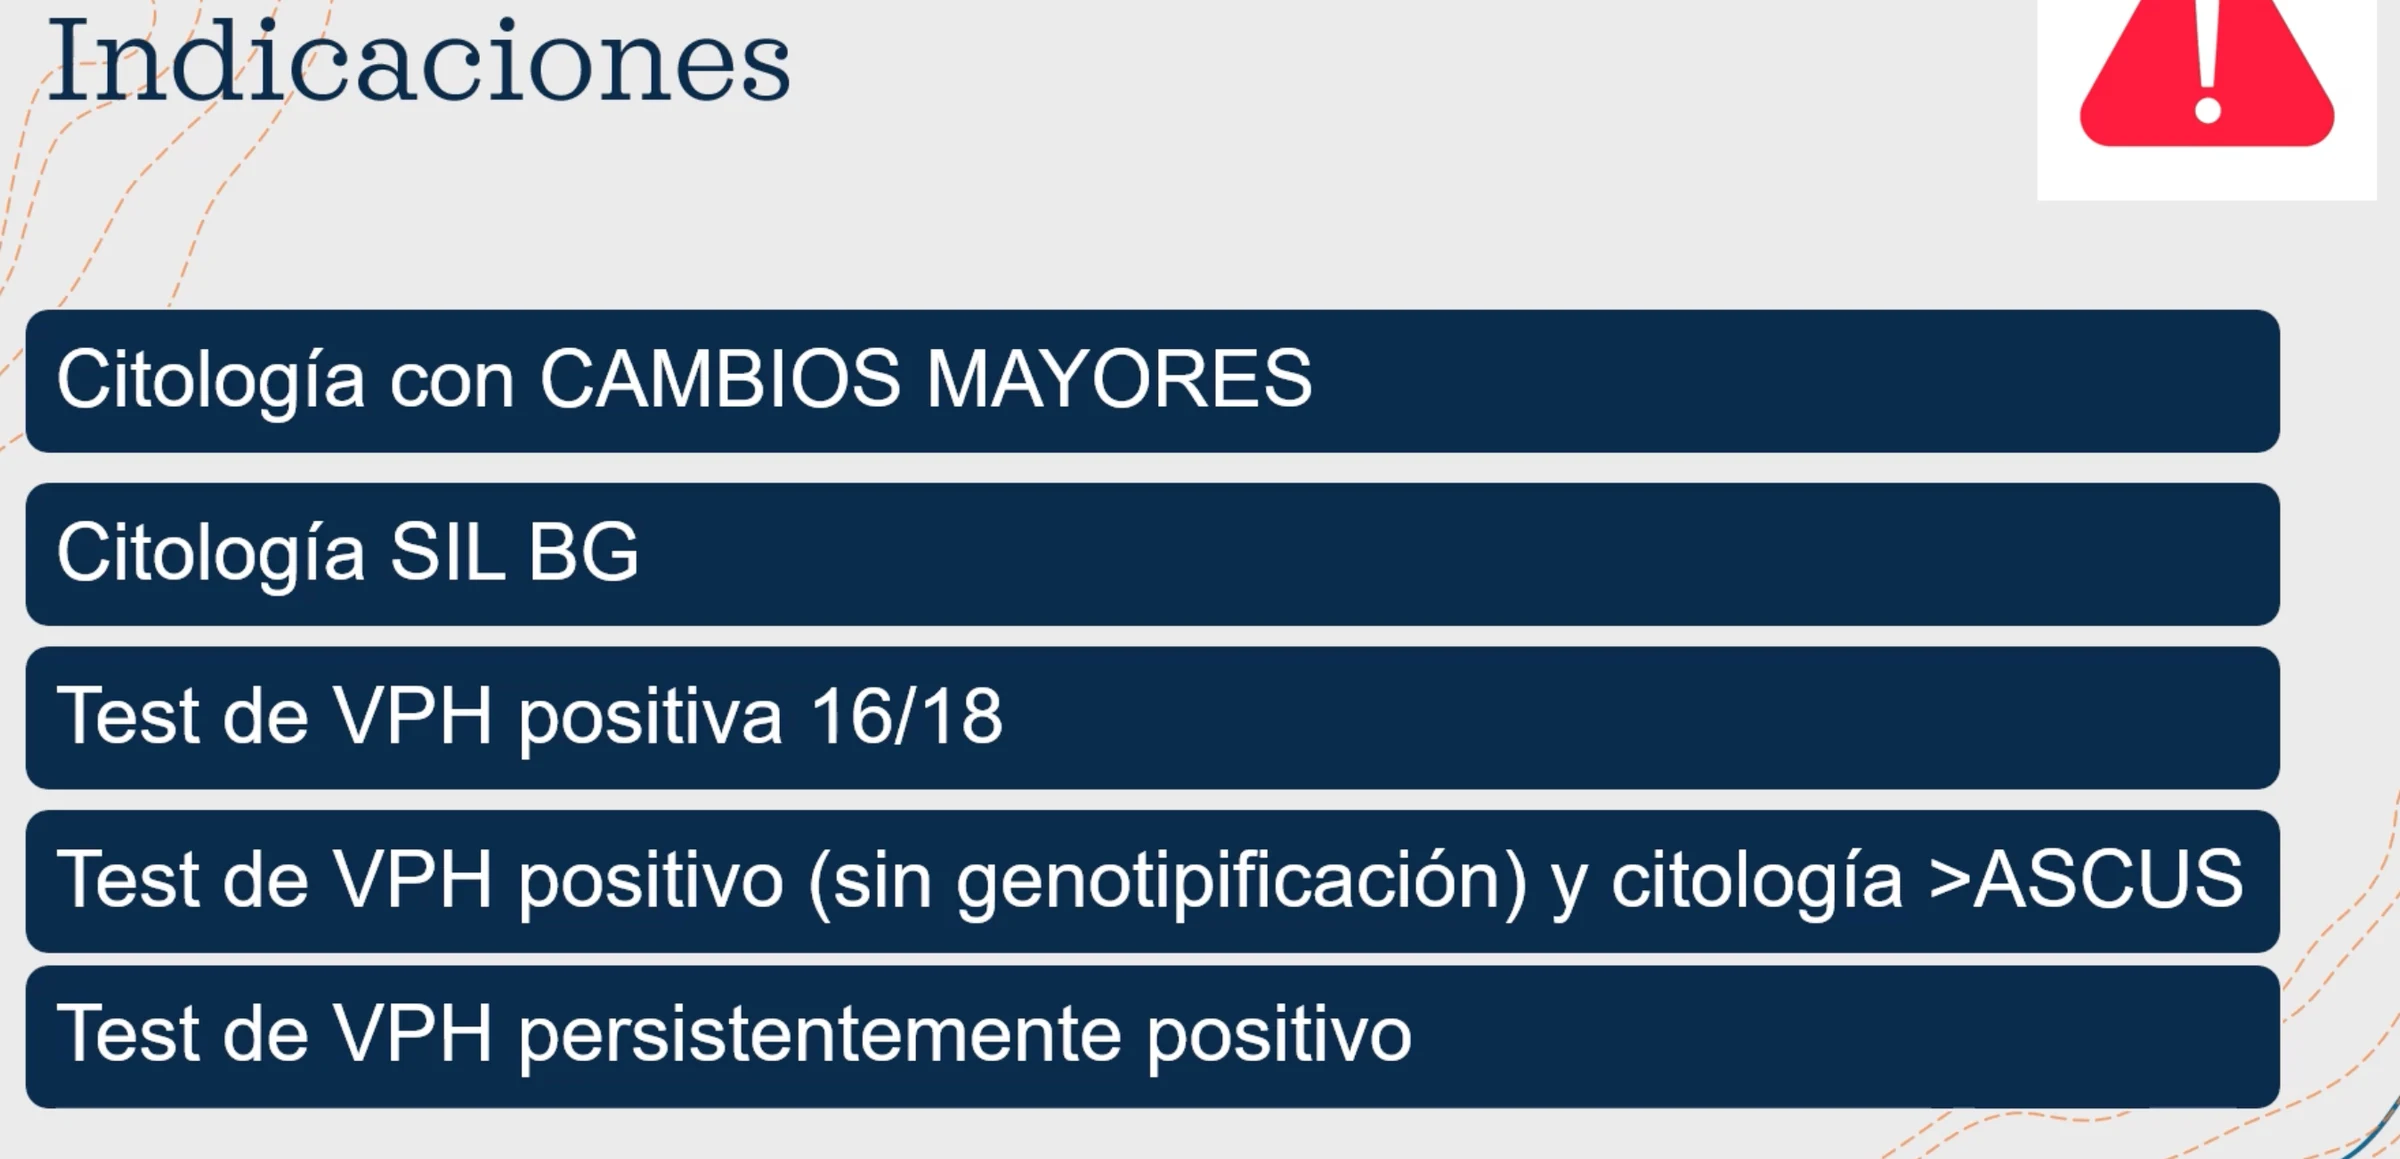 Indicaciones
Citología con CAMBIOS MAYORES
Citología SIL BG
Test de VPH positiva 16/18
Test de VPH positivo (sin genotipificación) y citología >ASCUS
Test de VPH persistentemente positivo